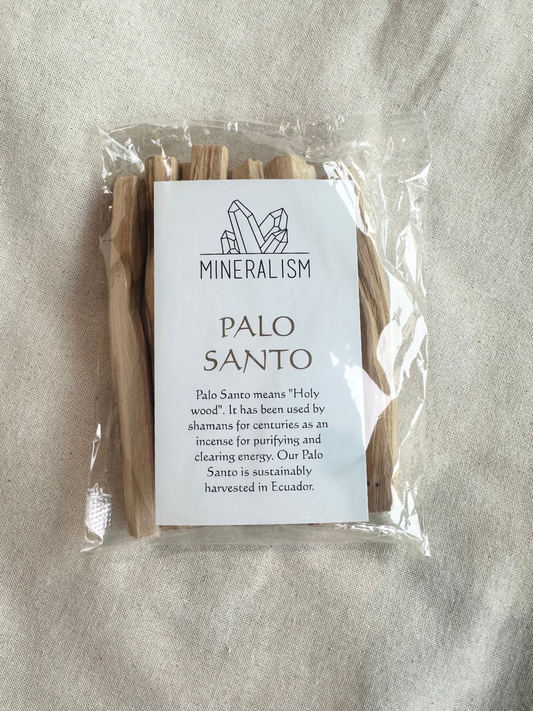 MINERALISM
PALO
SANTO
Palo Santo means "Holy
wood". It has been used by
shamans for centuries as an
incense for purifying and
clearing energy. Our Palo
Santo is sustainably
harvested in Ecuador.